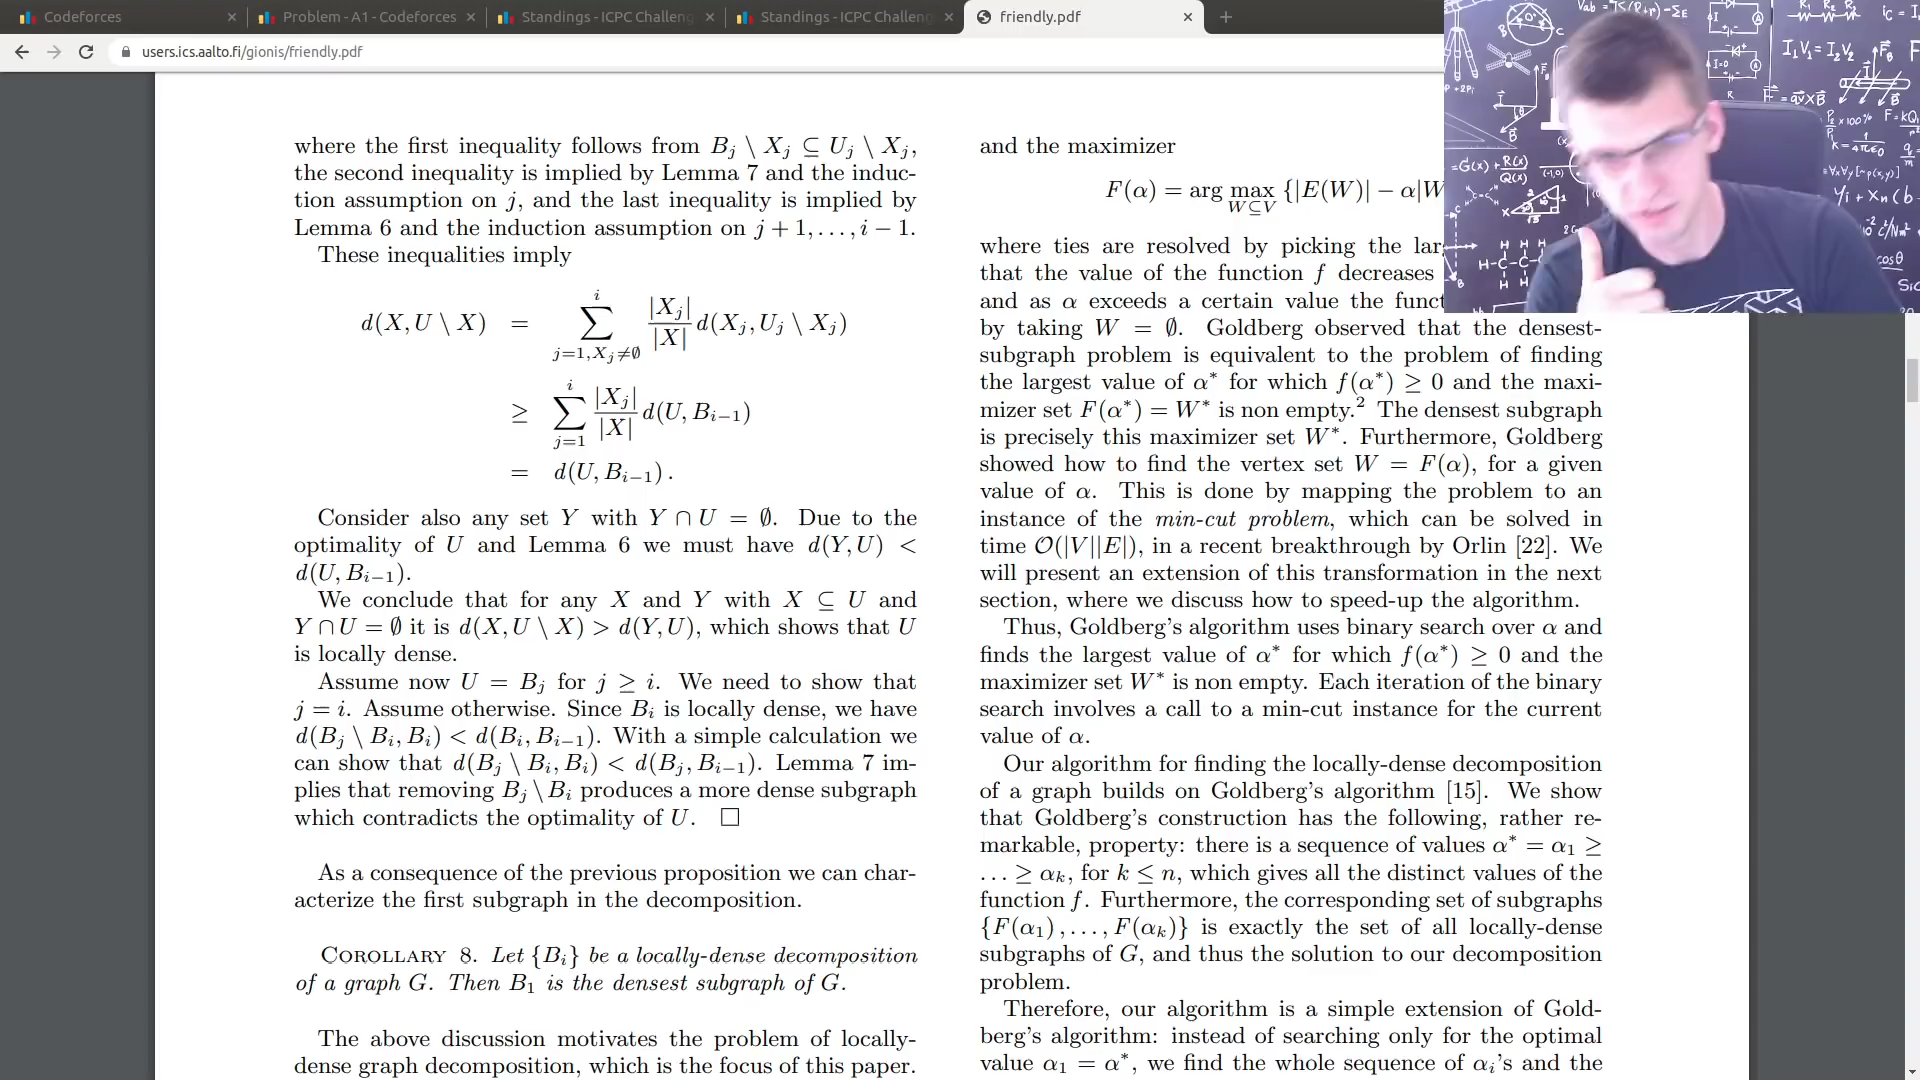 Codeforces
Problem - A1 - Codeforces
Standings - ICPC Challeng
Standings - ICPC Challeng
friendly.pdf
users.ics.aalto.fi/gionis/friendly.pdf
where the first inequality follows from B_j \ X_j ⊆ U_j \ X_j,
the second inequality is implied by Lemma 7 and the induc-
tion assumption on j, and the last inequality is implied by
Lemma 6 and the induction assumption on j + 1, . . . , i − 1.
These inequalities imply
d(X, U \ X) = ∑_{j=1,X_j≠∅}^{i} |X_j|/|X| d(X_j, U_j \ X_j)
≥ ∑_{j=1}^{i} |X_j|/|X| d(U, B_{i−1})
= d(U, B_{i−1}) .
Consider also any set Y with Y ∩ U = ∅. Due to the
optimality of U and Lemma 6 we must have d(Y, U) <
d(U, B_{i−1}).
We conclude that for any X and Y with X ⊆ U and
Y ∩ U = ∅ it is d(X, U \ X) > d(Y, U), which shows that U
is locally dense.
Assume now U = B_j for j ≥ i. We need to show that
j = i. Assume otherwise. Since B_i is locally dense, we have
d(B_j \ B_i, B_i) < d(B_i, B_{i−1}). With a simple calculation we
can show that d(B_j \ B_i, B_i) < d(B_j, B_{i−1}). Lemma 7 im-
plies that removing B_j \ B_i produces a more dense subgraph
which contradicts the optimality of U. □
As a consequence of the previous proposition we can char-
acterize the first subgraph in the decomposition.
Corollary 8. Let {B_i} be a locally-dense decomposition
of a graph G. Then B_1 is the densest subgraph of G.
The above discussion motivates the problem of locally-
dense graph decomposition, which is the focus of this paper.
and the maximizer
F(α) = arg max_{W⊆V} {|E(W)| − α|W
where ties are resolved by picking the lar
that the value of the function f decreases
and as α exceeds a certain value the funct
by taking W = ∅. Goldberg observed that the densest-
subgraph problem is equivalent to the problem of finding
the largest value of α* for which f(α*) ≥ 0 and the maxi-
mizer set F(α*) = W* is non empty.² The densest subgraph
is precisely this maximizer set W*. Furthermore, Goldberg
showed how to find the vertex set W = F(α), for a given
value of α. This is done by mapping the problem to an
instance of the min-cut problem, which can be solved in
time O(|V||E|), in a recent breakthrough by Orlin [22]. We
will present an extension of this transformation in the next
section, where we discuss how to speed-up the algorithm.
Thus, Goldberg's algorithm uses binary search over α and
finds the largest value of α* for which f(α*) ≥ 0 and the
maximizer set W* is non empty. Each iteration of the binary
search involves a call to a min-cut instance for the current
value of α.
Our algorithm for finding the locally-dense decomposition
of a graph builds on Goldberg's algorithm [15]. We show
that Goldberg's construction has the following, rather re-
markable, property: there is a sequence of values α* = α_1 ≥
. . . ≥ α_k, for k ≤ n, which gives all the distinct values of the
function f. Furthermore, the corresponding set of subgraphs
{F(α_1) , . . . , F(α_k)} is exactly the set of all locally-dense
subgraphs of G, and thus the solution to our decomposition
problem.
Therefore, our algorithm is a simple extension of Gold-
berg's algorithm: instead of searching only for the optimal
value α_1 = α*, we find the whole sequence of α_i's and the